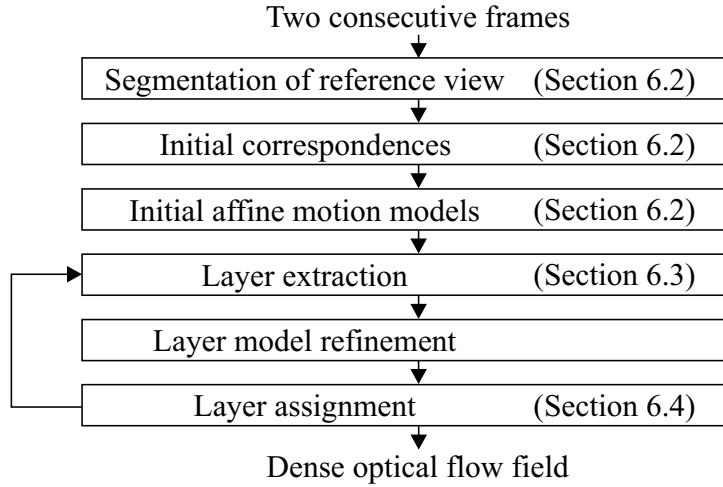 Two consecutive frames
Segmentation of reference view (Section 6.2)
Initial correspondences (Section 6.2)
Initial affine motion models (Section 6.2)
Layer extraction (Section 6.3)
Layer model refinement
Layer assignment (Section 6.4)
Dense optical flow field